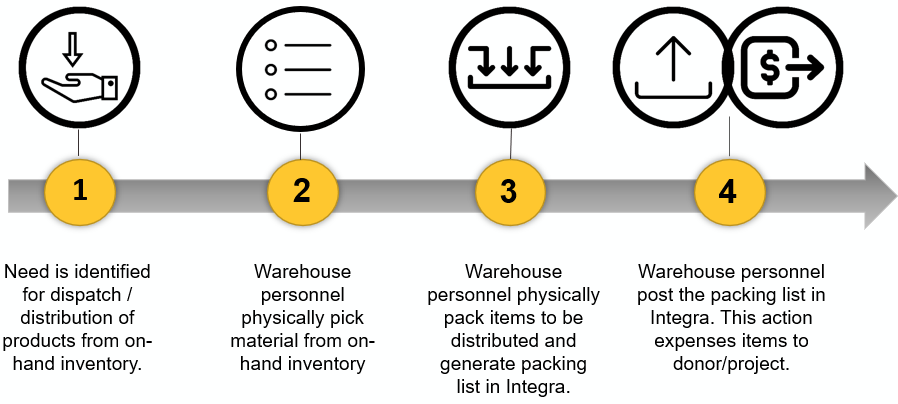 $
1
2
3
4
Need is identified
for dispatch /
distribution of
products from on-
hand inventory.
Warehouse
personnel
physically pick
material from on-
hand inventory
Warehouse
personnel physically
pack items to be
distributed and
generate packing
list in Integra.
Warehouse personnel
post the packing list in
Integra. This action
expenses items to
donor/project.